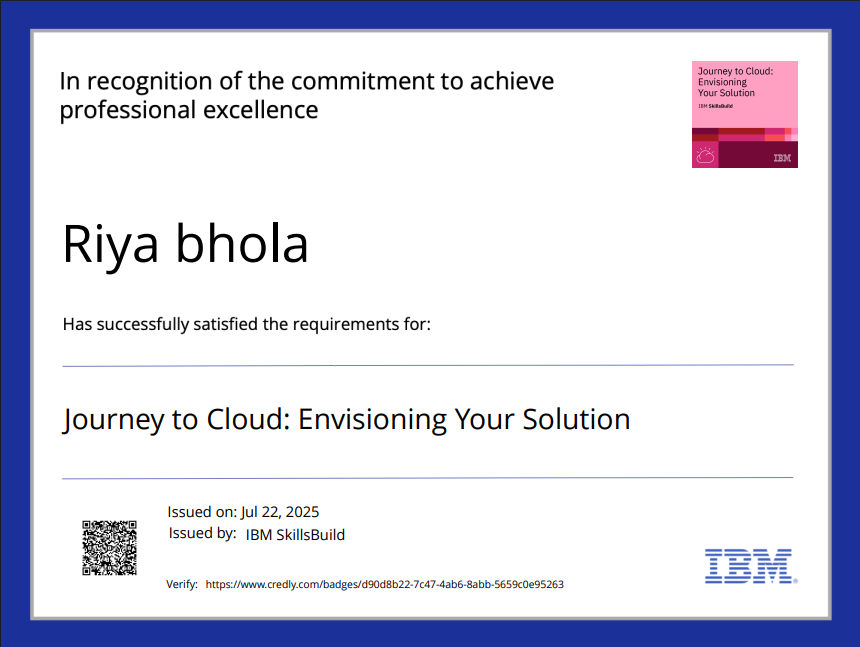 In recognition of the commitment to achieve
professional excellence
Journey to Cloud:
Envisioning
Your Solution
IBM SkillsBuild
IBM
Riya bhola
Has successfully satisfied the requirements for:
Journey to Cloud: Envisioning Your Solution
Issued on: Jul 22, 2025
Issued by: IBM SkillsBuild
Verify: https://www.credly.com/badges/d90d8b22-7c47-4ab6-8abb-5659c0e95263
IBM®